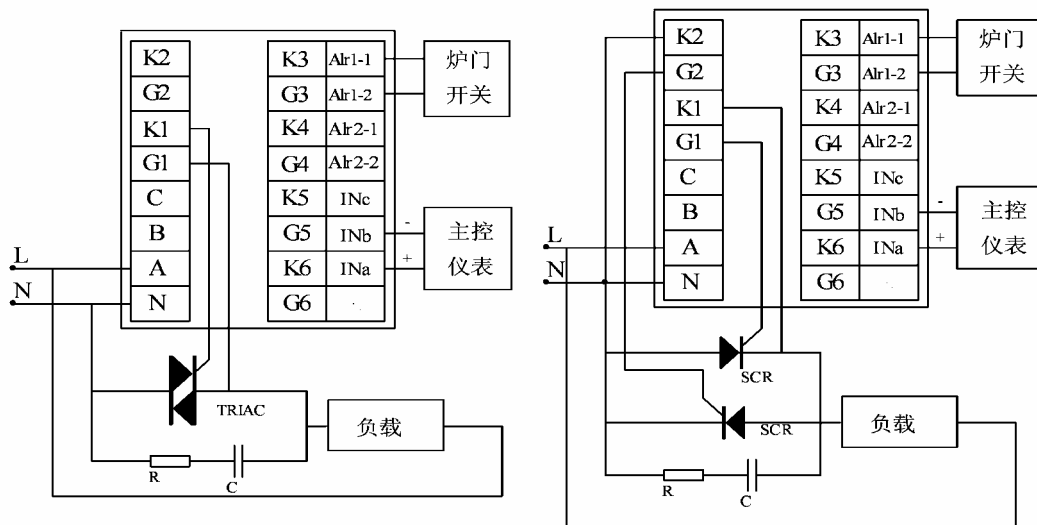 K2
G2
K1
G1
C
B
A
N
K3 Alr1-1
G3 Alr1-2
K4 Alr2-1
G4 Alr2-2
K5 INc
G5 INb
K6 INa
G6
炉门
开关
-
+
主控
仪表
L
N
TRIAC
负载
R
C
K2
G2
K1
G1
C
B
A
N
K3 Alr1-1
G3 Alr1-2
K4 Alr2-1
G4 Alr2-2
K5 INc
G5 INb
K6 INa
G6
炉门
开关
-
+
主控
仪表
L
N
SCR
SCR
负载
R
C